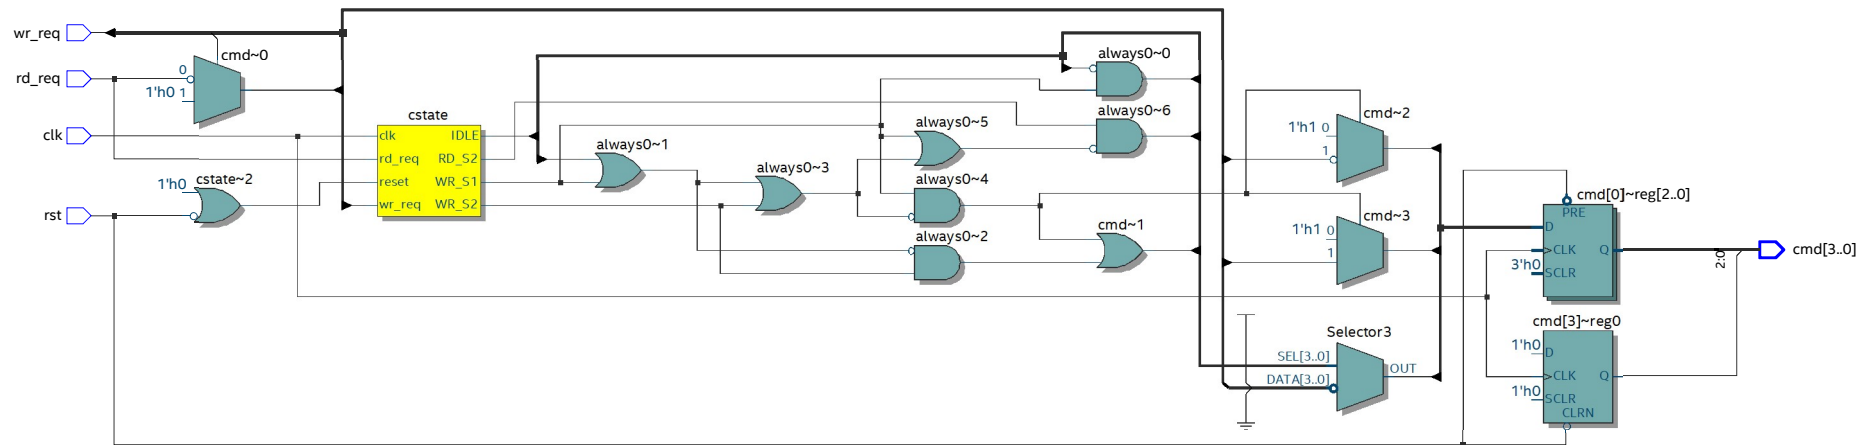 wr_req
rd_req
clk
rst
cmd~0
0
1'h0 1
cstate~2
1'h0
cstate
clk
rd_req
reset
wr_req
IDLE
RD_S2
WR_S1
WR_S2
always0~1
always0~3
always0~0
always0~6
always0~5
always0~4
always0~2
cmd~1
cmd~2
1'h1 0
1
cmd~3
1'h1 0
1
Selector3
SEL[3..0]
DATA[3..0]
OUT
cmd[0]~reg[2..0]
PRE
D
CLK
3'h0
SCLR
Q
2:0
cmd[3..0]
cmd[3]~reg0
1'h0
D
CLK
1'h0
SCLR
CLRN
Q